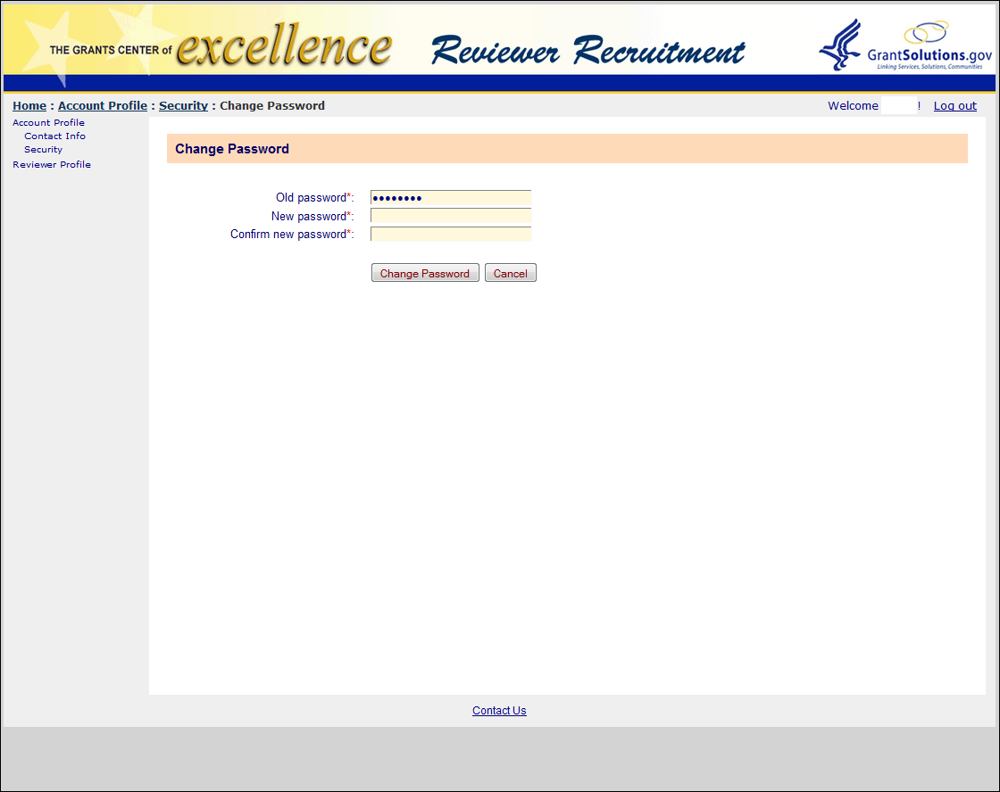 THE GRANTS CENTER of excellence Reviewer Recruitment
GrantSolutions.gov
Linking Services, Solutions, Communities
Home : Account Profile : Security : Change Password Welcome ! Log out
Account Profile
Contact Info
Security
Reviewer Profile
Change Password
Old password*: ••••••••
New password*:
Confirm new password*:
Change Password Cancel
Contact Us